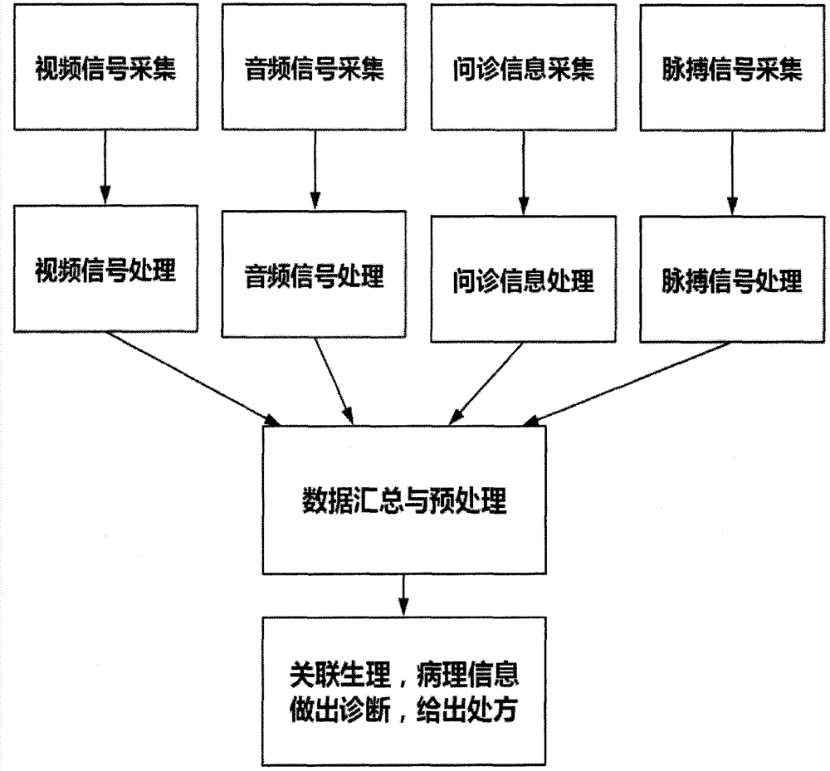 视频信号采集
音频信号采集
问诊信息采集
脉搏信号采集
视频信号处理
音频信号处理
问诊信息处理
脉搏信号处理
数据汇总与预处理
关联生理，病理信息
做出诊断，给出处方